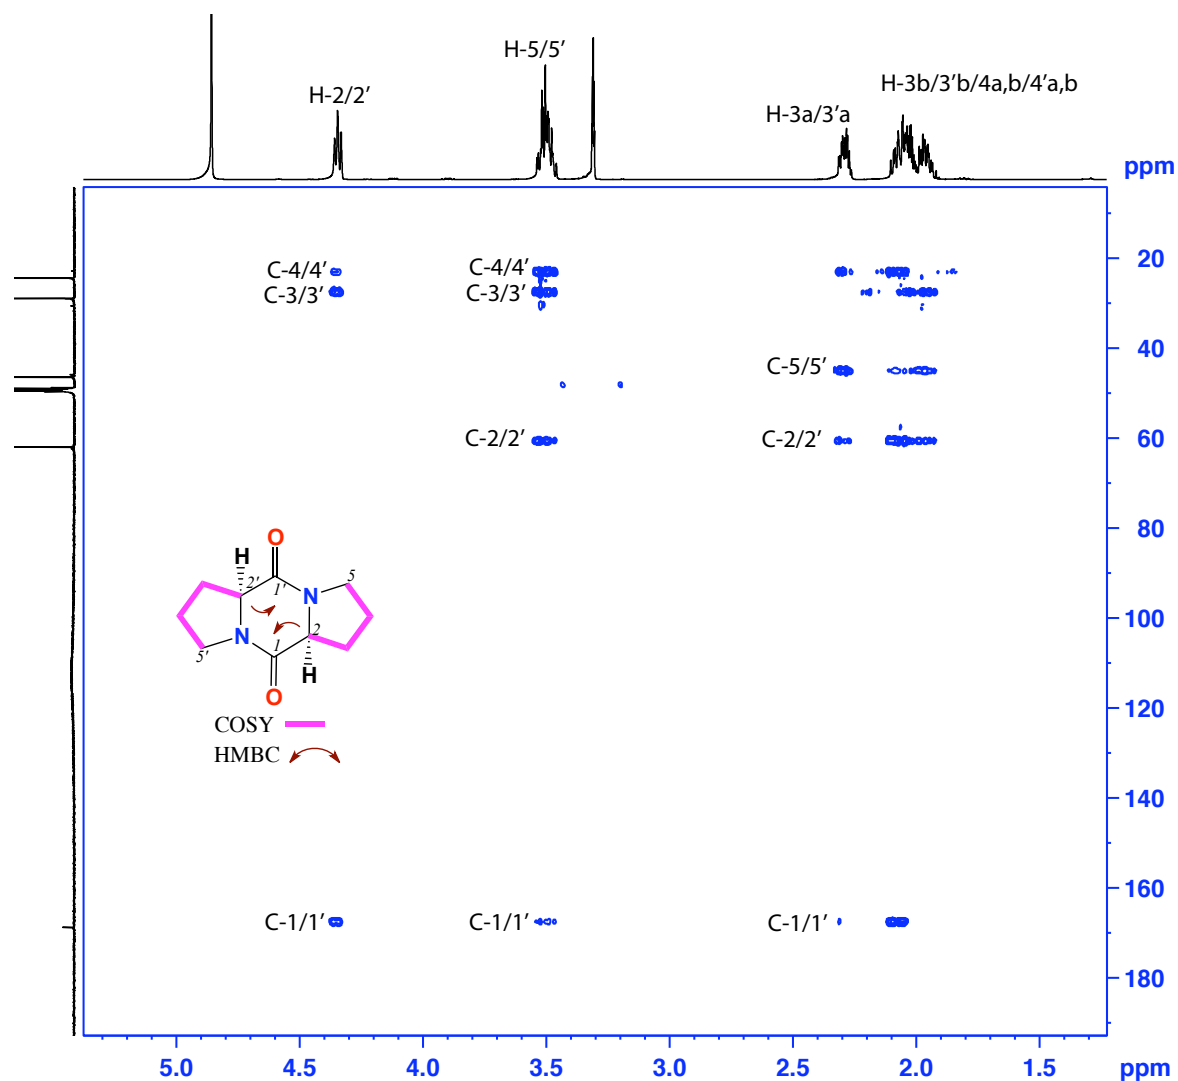 H-5/5'
H-3b/3'b/4a,b/4'a,b
H-2/2'
H-3a/3'a
ppm
C-4/4' C-4/4' 20
C-3/3' C-3/3'
40
C-5/5'
C-2/2' C-2/2' 60
80
O
H
2' 1' 5
N
100
N 2
1
5' H
O
120
COSY
HMBC
140
160
C-1/1' C-1/1' C-1/1'
180
5.0 4.5 4.0 3.5 3.0 2.5 2.0 1.5 ppm